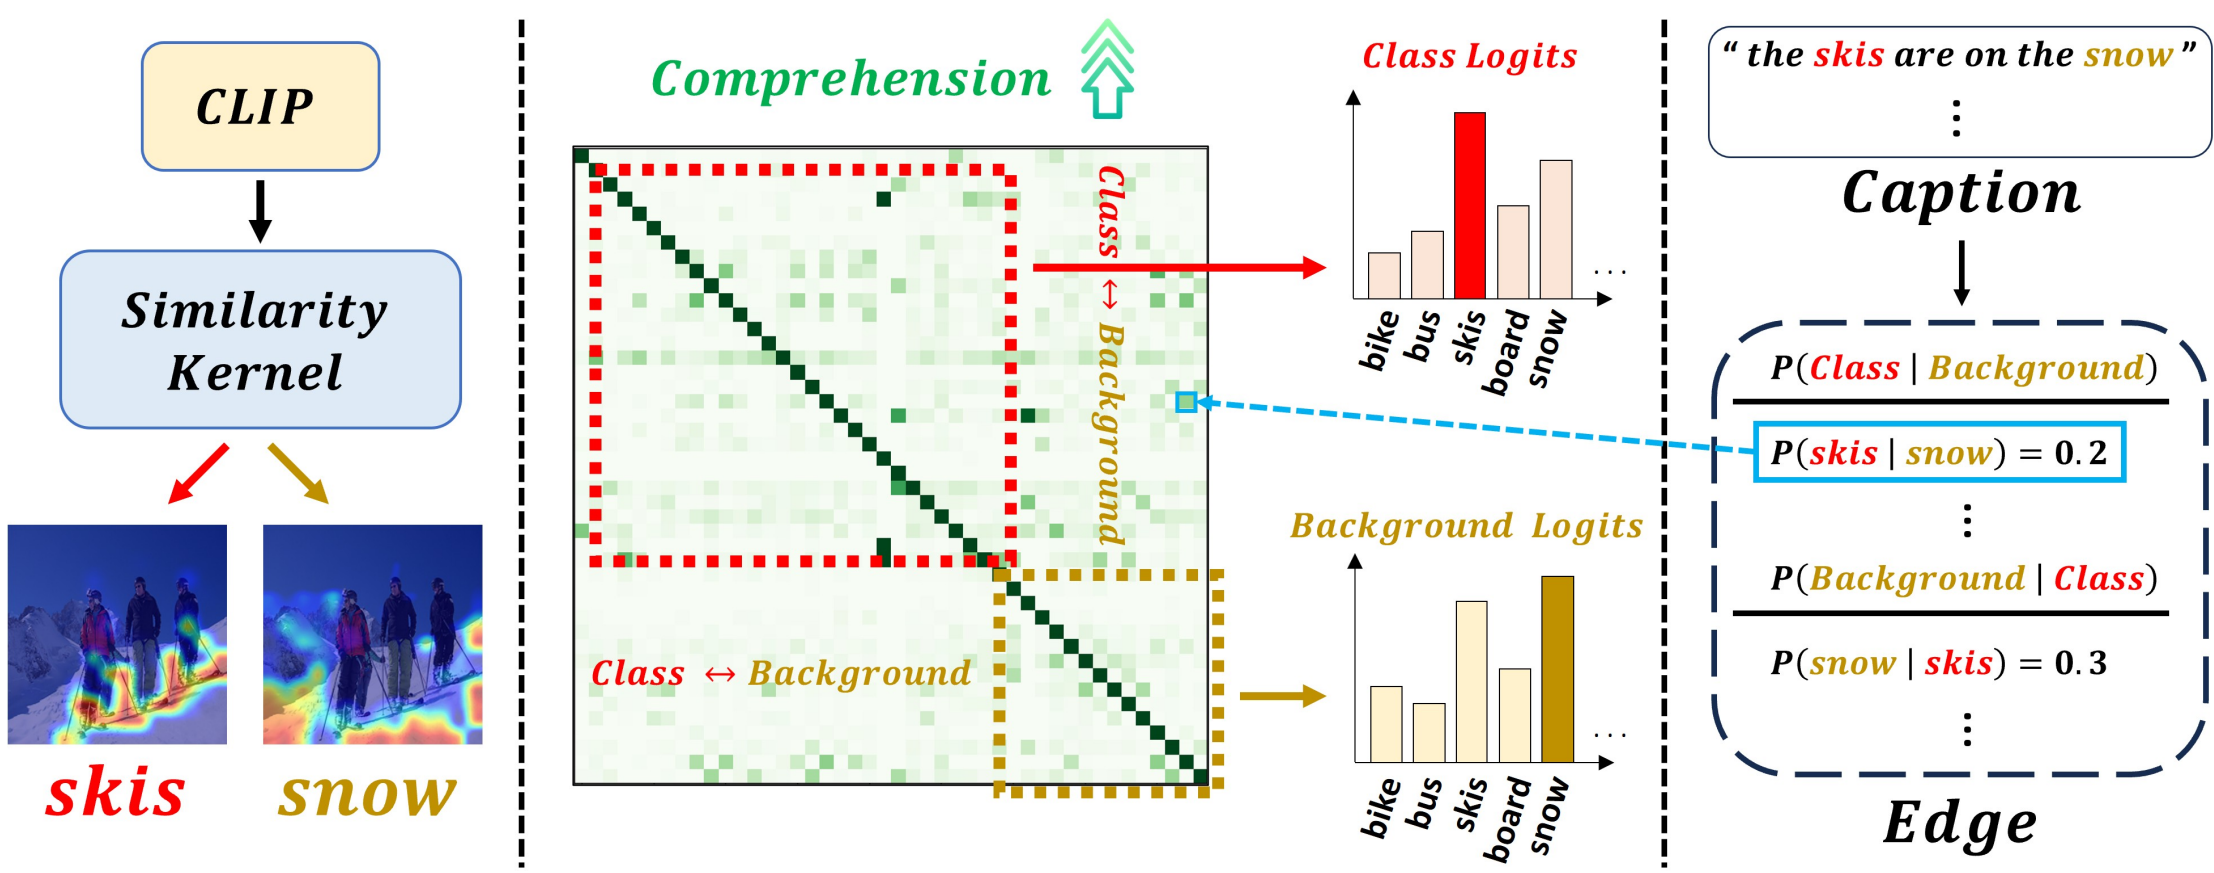 CLIP
Similarity
Kernel
skis
snow
Comprehension
Class ↔ Background
Class ↔ Background
Class Logits
bike
bus
skis
board
snow
...
Background Logits
bike
bus
skis
board
snow
...
“ the skis are on the snow ”
⋮
Caption
P(Class | Background)
P(skis | snow) = 0.2
⋮
P(Background | Class)
P(snow | skis) = 0.3
⋮
Edge